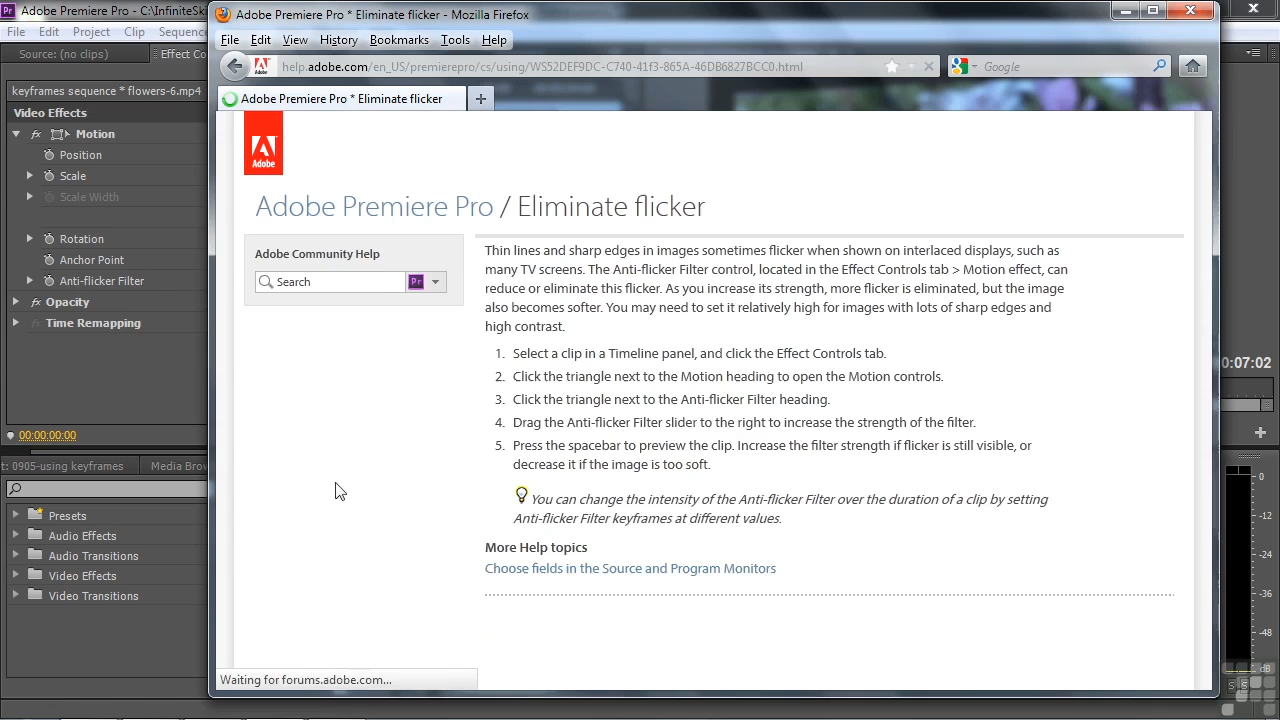 Adobe Premiere Pro - C:\InfiniteSk
Adobe Premiere Pro * Eliminate flicker - Mozilla Firefox
File Edit Project Clip Sequence
File Edit View History Bookmarks Tools Help
Source: (no clips) Effect Co
help.adobe.com/en_US/premierepro/cs/using/WS52DEF9DC-C740-41f3-865A-46DB6827BCC0.html
Google
keyframes sequence * flowers-6.mp4
Adobe Premiere Pro * Eliminate flicker
Video Effects
Motion
Position
Scale
Scale Width
Rotation
Anchor Point
Anti-flicker Filter
Opacity
Time Remapping
00:00:00:00
t: 0905-using keyframes Media Brow
Presets
Audio Effects
Audio Transitions
Video Effects
Video Transitions
Adobe
Adobe Premiere Pro / Eliminate flicker
Adobe Community Help
Search
Pr
Thin lines and sharp edges in images sometimes flicker when shown on interlaced displays, such as
many TV screens. The Anti-flicker Filter control, located in the Effect Controls tab > Motion effect, can
reduce or eliminate this flicker. As you increase its strength, more flicker is eliminated, but the image
also becomes softer. You may need to set it relatively high for images with lots of sharp edges and
high contrast.
1. Select a clip in a Timeline panel, and click the Effect Controls tab.
2. Click the triangle next to the Motion heading to open the Motion controls.
3. Click the triangle next to the Anti-flicker Filter heading.
4. Drag the Anti-flicker Filter slider to the right to increase the strength of the filter.
5. Press the spacebar to preview the clip. Increase the filter strength if flicker is still visible, or
decrease it if the image is too soft.
You can change the intensity of the Anti-flicker Filter over the duration of a clip by setting
Anti-flicker Filter keyframes at different values.
More Help topics
Choose fields in the Source and Program Monitors
Waiting for forums.adobe.com...
0:07:02
0
-12
-24
-36
-48
dB
S S